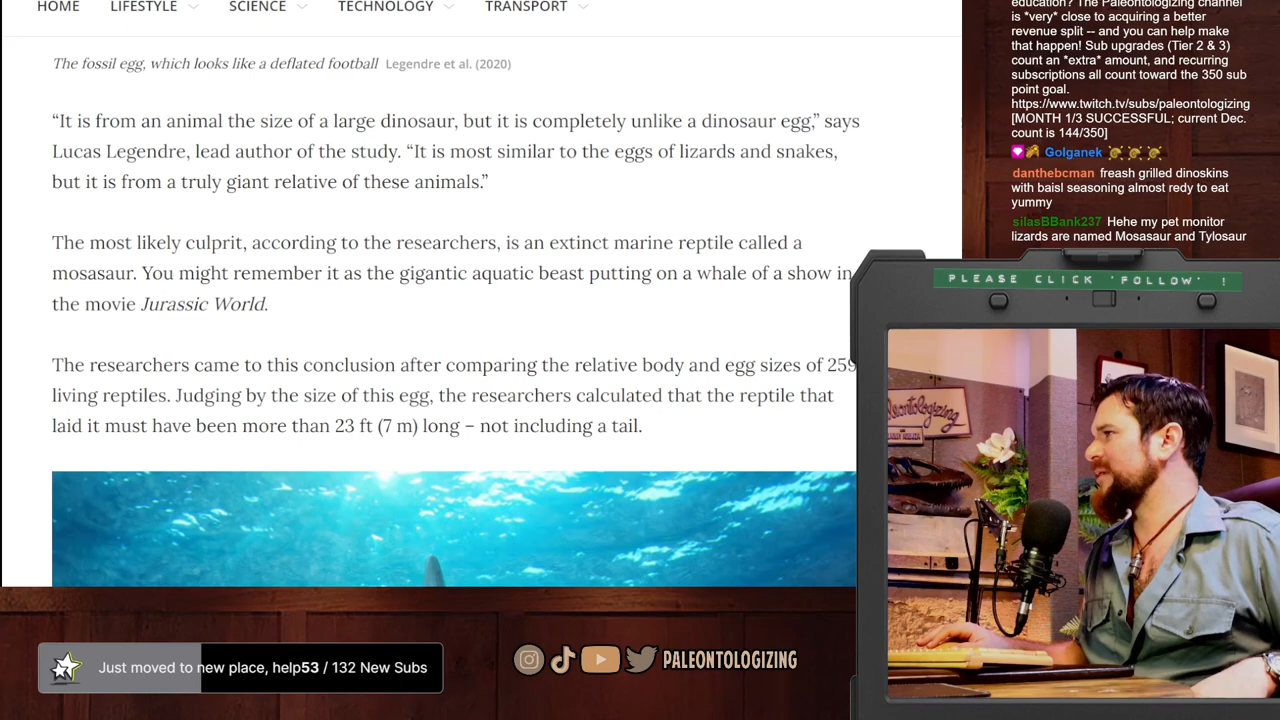 HOME LIFESTYLE SCIENCE TECHNOLOGY TRANSPORT
The fossil egg, which looks like a deflated football Legendre et al. (2020)
“It is from an animal the size of a large dinosaur, but it is completely unlike a dinosaur egg,” says
Lucas Legendre, lead author of the study. “It is most similar to the eggs of lizards and snakes,
but it is from a truly giant relative of these animals.”
The most likely culprit, according to the researchers, is an extinct marine reptile called a
mosasaur. You might remember it as the gigantic aquatic beast putting on a whale of a show in
the movie Jurassic World.
The researchers came to this conclusion after comparing the relative body and egg sizes of 259
living reptiles. Judging by the size of this egg, the researchers calculated that the reptile that
laid it must have been more than 23 ft (7 m) long – not including a tail.
education? The Paleontologizing channel
is *very* close to acquiring a better
revenue split -- and you can help make
that happen! Sub upgrades (Tier 2 & 3)
count an *extra* amount, and recurring
subscriptions all count toward the 350 sub
point goal.
https://www.twitch.tv/subs/paleontologizing
[MONTH 1/3 SUCCESSFUL; current Dec.
count is 144/350]
Golganek
danthebcman freash grilled dinoskins
with baisl seasoning almost redy to eat
yummy
silasBBank237 Hehe my pet monitor
lizards are named Mosasaur and Tylosaur
PLEASE CLICK 'FOLLOW' !
Just moved to new place, help53 / 132 New Subs
PALEONTOLOGIZING